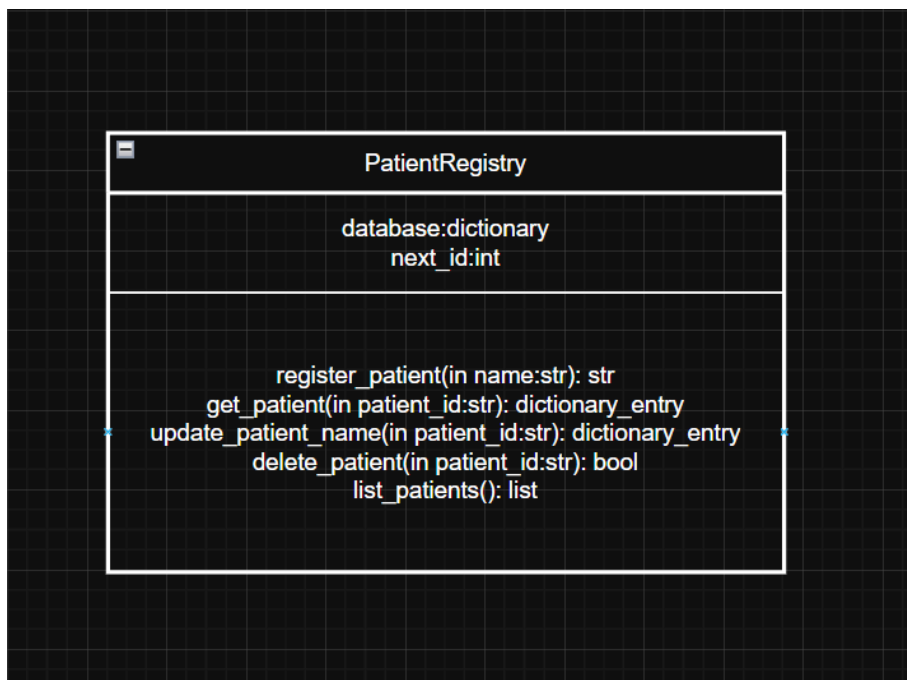 PatientRegistry
database:dictionary
next_id:int
register_patient(in name:str): str
get_patient(in patient_id:str): dictionary_entry
update_patient_name(in patient_id:str): dictionary_entry
delete_patient(in patient_id:str): bool
list_patients(): list